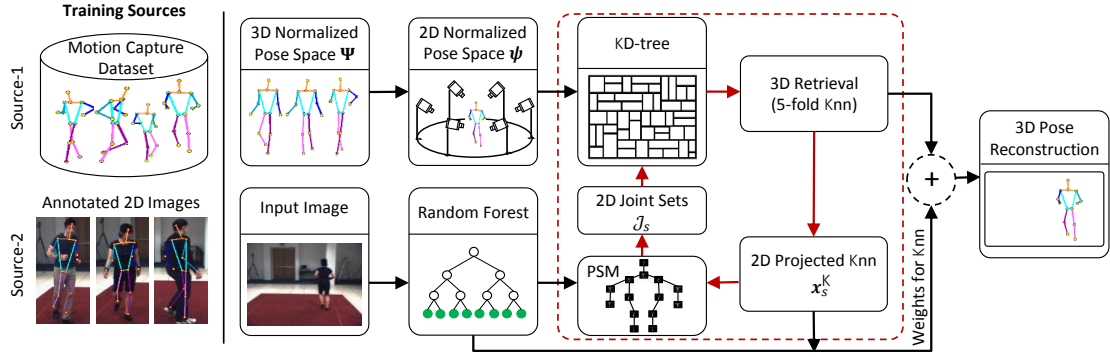 Training Sources
Source-1
Motion Capture
Dataset
Source-2
Annotated 2D Images
3D Normalized
Pose Space Ψ
2D Normalized
Pose Space ψ
KD-tree
3D Retrieval
(5-fold Knn)
3D Pose
Reconstruction
+
Input Image
Random Forest
2D Joint Sets
𝒥ₛ
PSM
2D Projected Knn
xₛᴷ
Weights for Knn